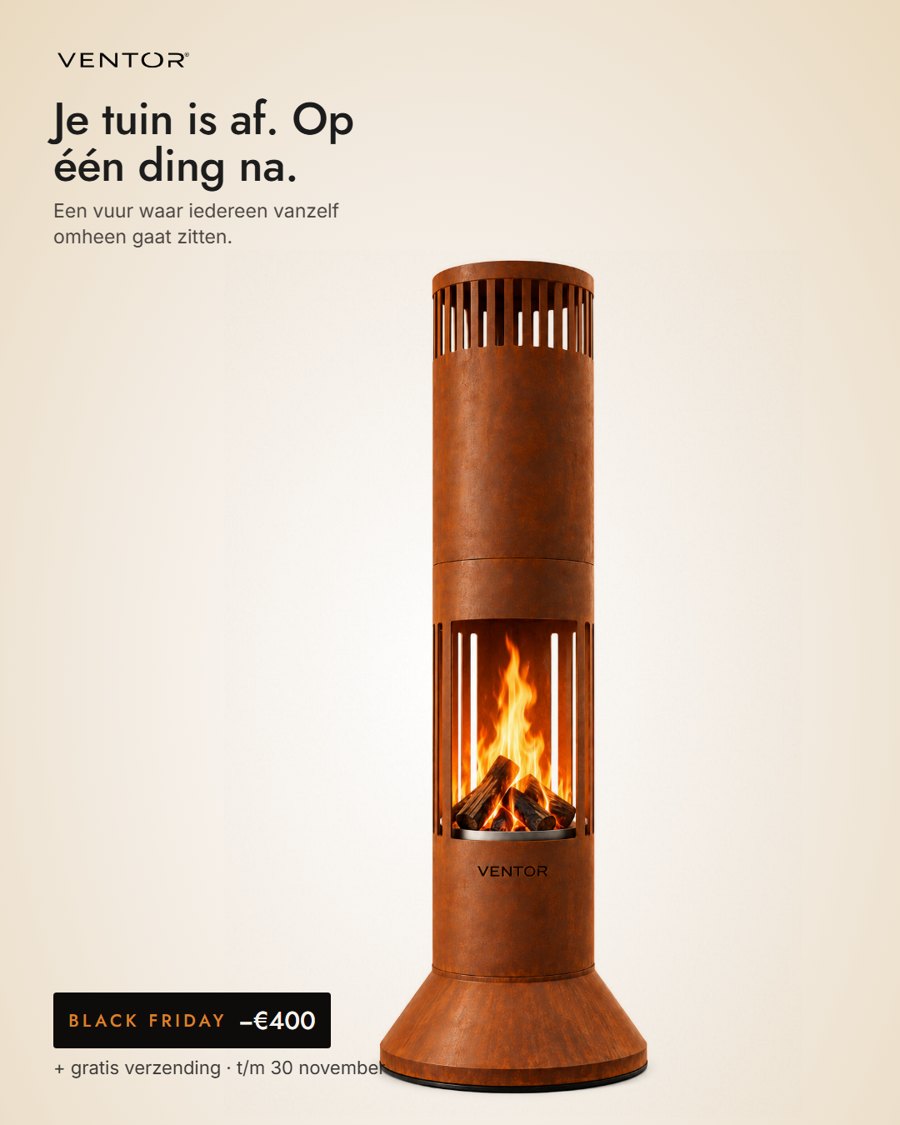 VENTOR®
Je tuin is af. Op
één ding na.
Een vuur waar iedereen vanzelf
omheen gaat zitten.
VENTOR
BLACK FRIDAY –€400
+ gratis verzending · t/m 30 november